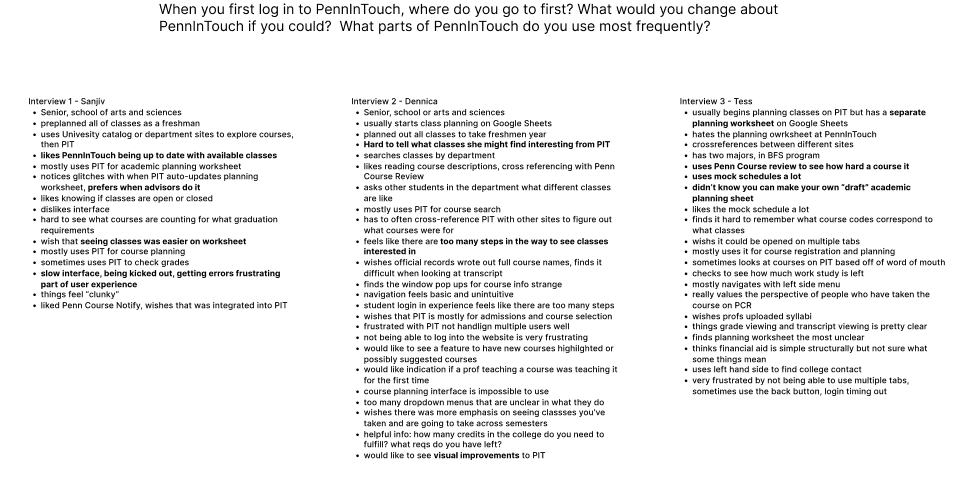 When you first log in to PennInTouch, where do you go to first? What would you change about
PennInTouch if you could?  What parts of PennInTouch do you use most frequently?
Interview 1 - Sanjiv
• Senior, school of arts and sciences
• preplanned all of classes as a freshman
• uses Univesity catalog or department sites to explore courses,
then PIT
• likes PennInTouch being up to date with available classes
• mostly uses PIT for academic planning worksheet
• notices glitches with when PIT auto-updates planning
worksheet, prefers when advisors do it
• likes knowing if classes are open or closed
• dislikes interface
• hard to see what courses are counting for what graduation
requirements
• wish that seeing classes was easier on worksheet
• mostly uses PIT for course planning
• sometimes uses PIT to check grades
• slow interface, being kicked out, getting errors frustrating
part of user experience
• things feel "clunky"
• liked Penn Course Notify, wishes that was integrated into PIT
Interview 2 - Dennica
• Senior, school or arts and sciences
• usually starts class planning on Google Sheets
• planned out all classes to take freshmen year
• Hard to tell what classes she might find interesting from PIT
• searches classes by department
• likes reading course descriptions, cross referencing with Penn
Course Review
• asks other students in the department what different classes
are like
• mostly uses PIT for course search
• has to often cross-reference PIT with other sites to figure out
what courses were for
• feels like there are too many steps in the way to see classes
interested in
• wishes official records wrote out full course names, finds it
difficult when looking at transcript
• finds the window pop ups for course info strange
• navigation feels basic and unintuitive
• student login in experience feels like there are too many steps
• wishes that PIT is mostly for admissions and course selection
• frustrated with PIT not handlign multiple users well
• not being able to log into the website is very frustrating
• would like to see a feature to have new courses highilghted or
possibly suggested courses
• would like indication if a prof teaching a course was teaching it
for the first time
• course planning interface is impossible to use
• too many dropdown menus that are unclear in what they do
• wishes there was more emphasis on seeing classses you've
taken and are going to take across semesters
• helpful info: how many credits in the college do you need to
fulfill? what reqs do you have left?
• would like to see visual improvements to PIT
Interview 3 - Tess
• usually begins planning classes on PIT but has a separate
planning worksheet on Google Sheets
• hates the planning owrksheet at PennInTouch
• crossreferences between different sites
• has two majors, in BFS program
• uses Penn Course review to see how hard a course it
• uses mock schedules a lot
• didn't know you can make your own "draft" academic
planning sheet
• likes the mock schedule a lot
• finds it hard to remember what course codes correspond to
what classes
• wishes it could be opened on multiple tabs
• mostly uses it for course registration and planning
• sometimes looks at courses on PIT based off of word of mouth
• checks to see how much work study is left
• mostly navigates with left side menu
• really values the perspective of people who have taken the
course on PCR
• wishes profs uploaded syllabi
• things grade viewing and transcript viewing is pretty clear
• finds planning worksheet the most unclear
• thinks financial aid is simple structurally but not sure what
some things mean
• uses left hand side to find college contact
• very frustrated by not being able to use multiple tabs,
sometimes use the back button, login timing out